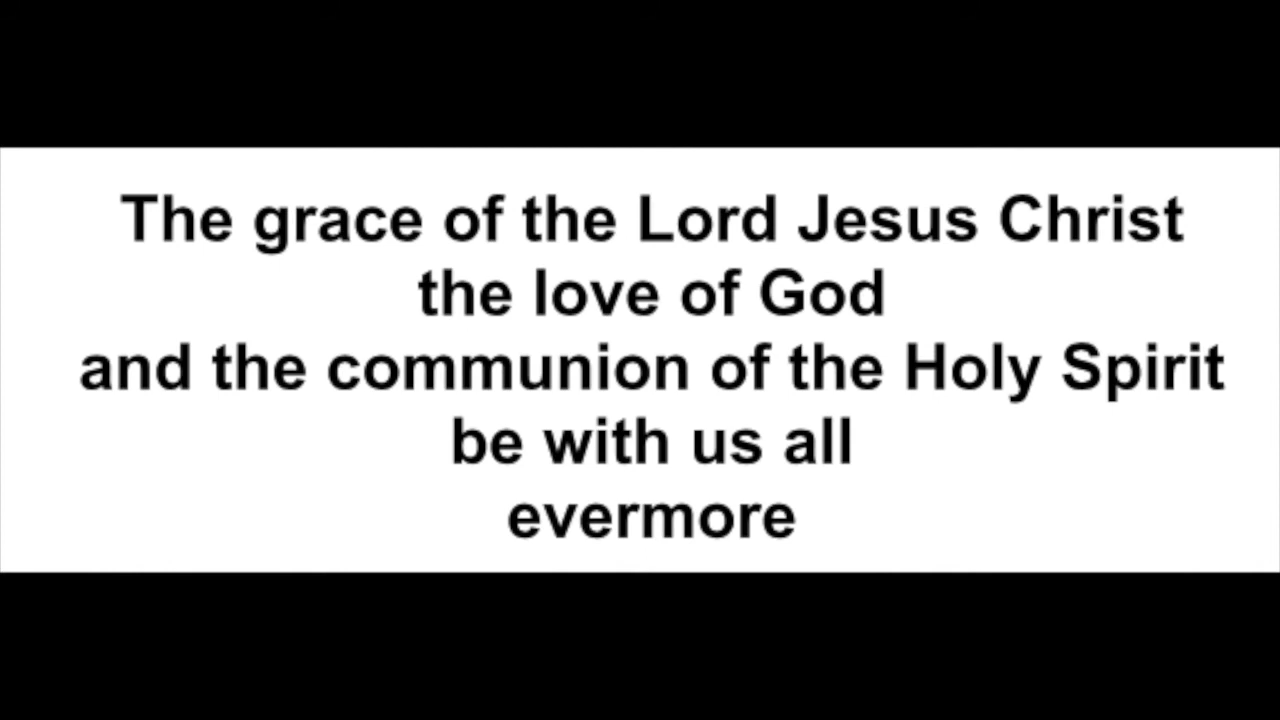 The grace of the Lord Jesus Christ
the love of God
and the communion of the Holy Spirit
be with us all
evermore